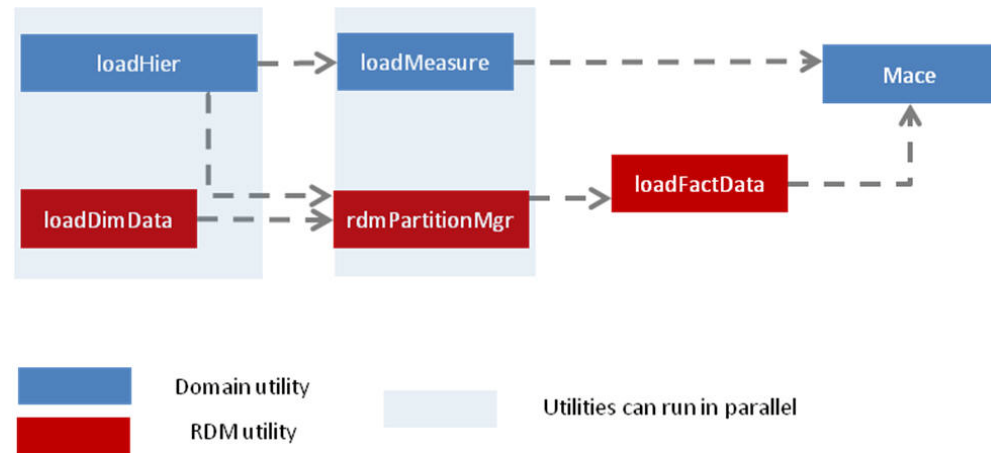 loadHier
loadMeasure
Mace
loadDimData
rdmPartitionMgr
loadFactData
Domain utility
RDM utility
Utilities can run in parallel